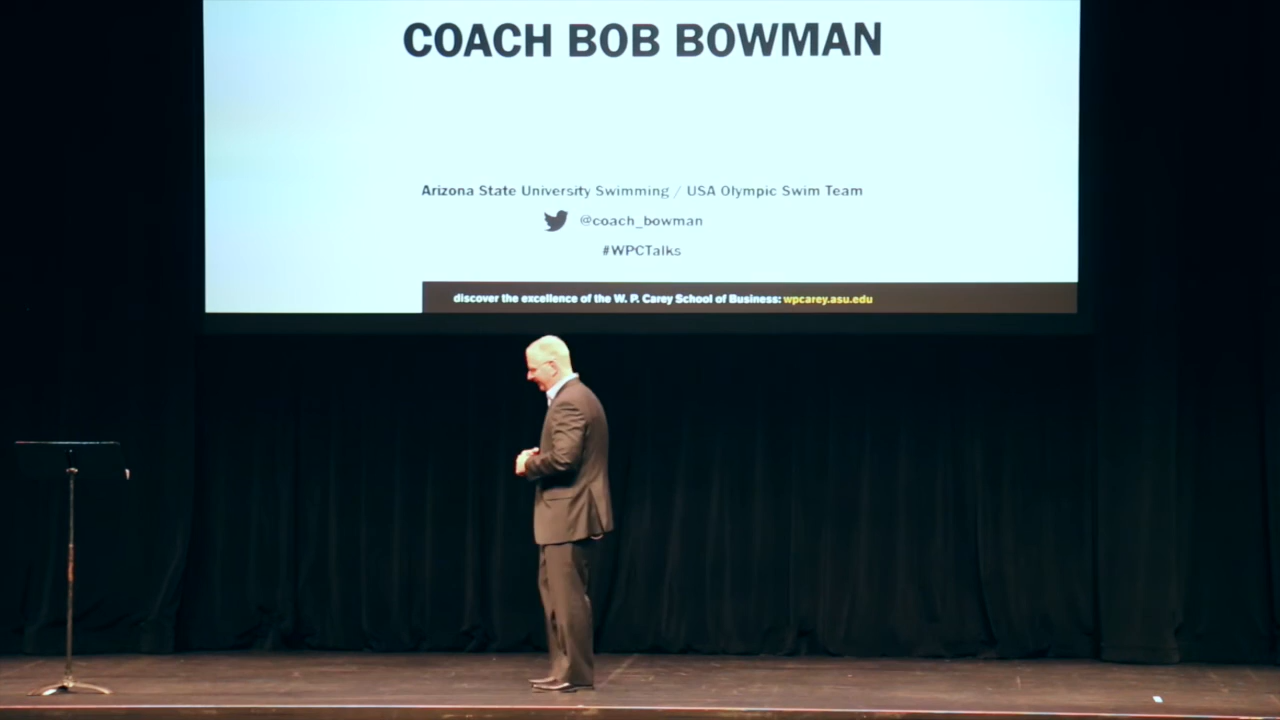 COACH BOB BOWMAN
Arizona State University Swimming / USA Olympic Swim Team
@coach_bowman
#WPCTalks
discover the excellence of the W. P. Carey School of Business: wpcarey.asu.edu